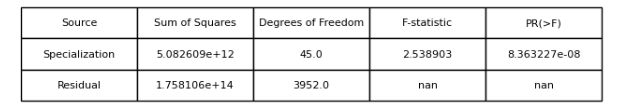 Source Sum of Squares Degrees of Freedom F-statistic PR(>F)
Specialization 5.082609e+12 45.0 2.538903 8.363227e-08
Residual 1.758106e+14 3952.0 nan nan